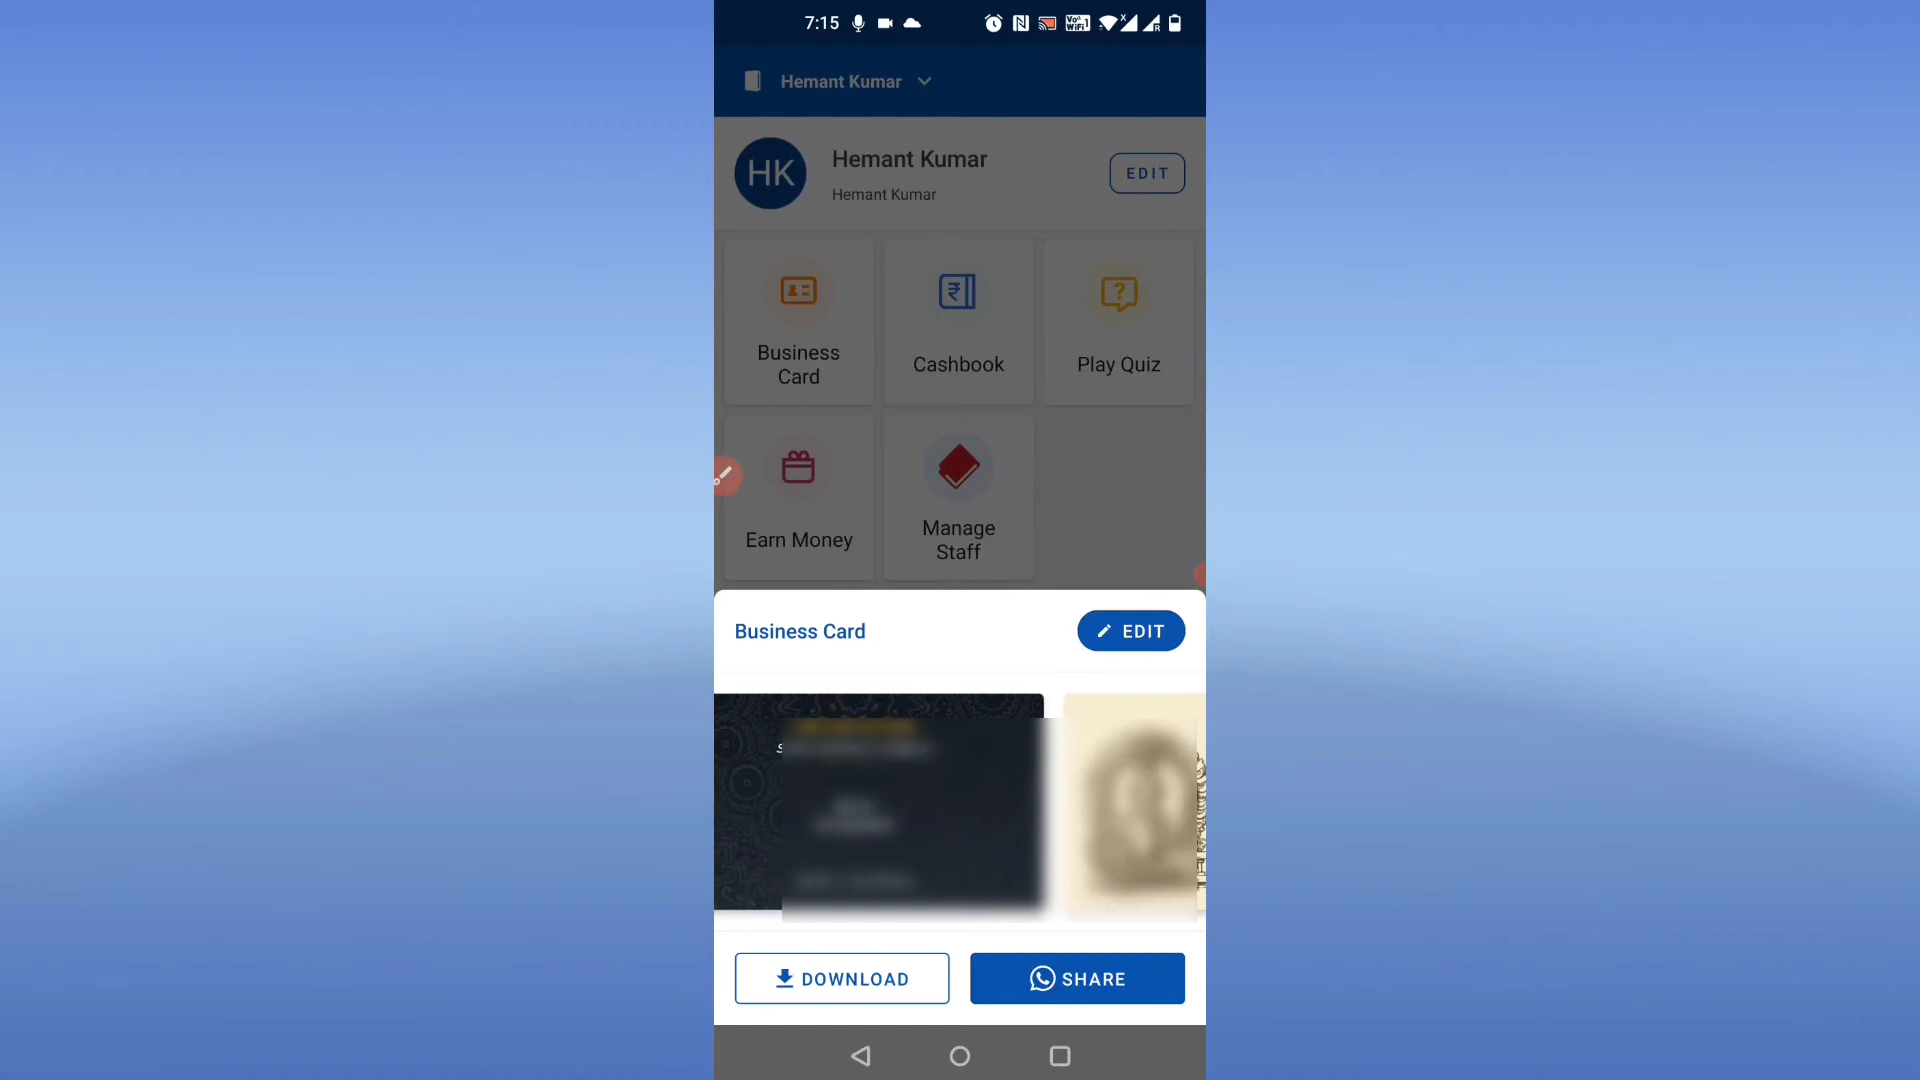 7:15
Hemant Kumar
HK
Hemant Kumar
Hemant Kumar
EDIT
Business
Card
Cashbook
Play Quiz
Earn Money
Manage
Staff
Business Card
EDIT
DOWNLOAD
SHARE